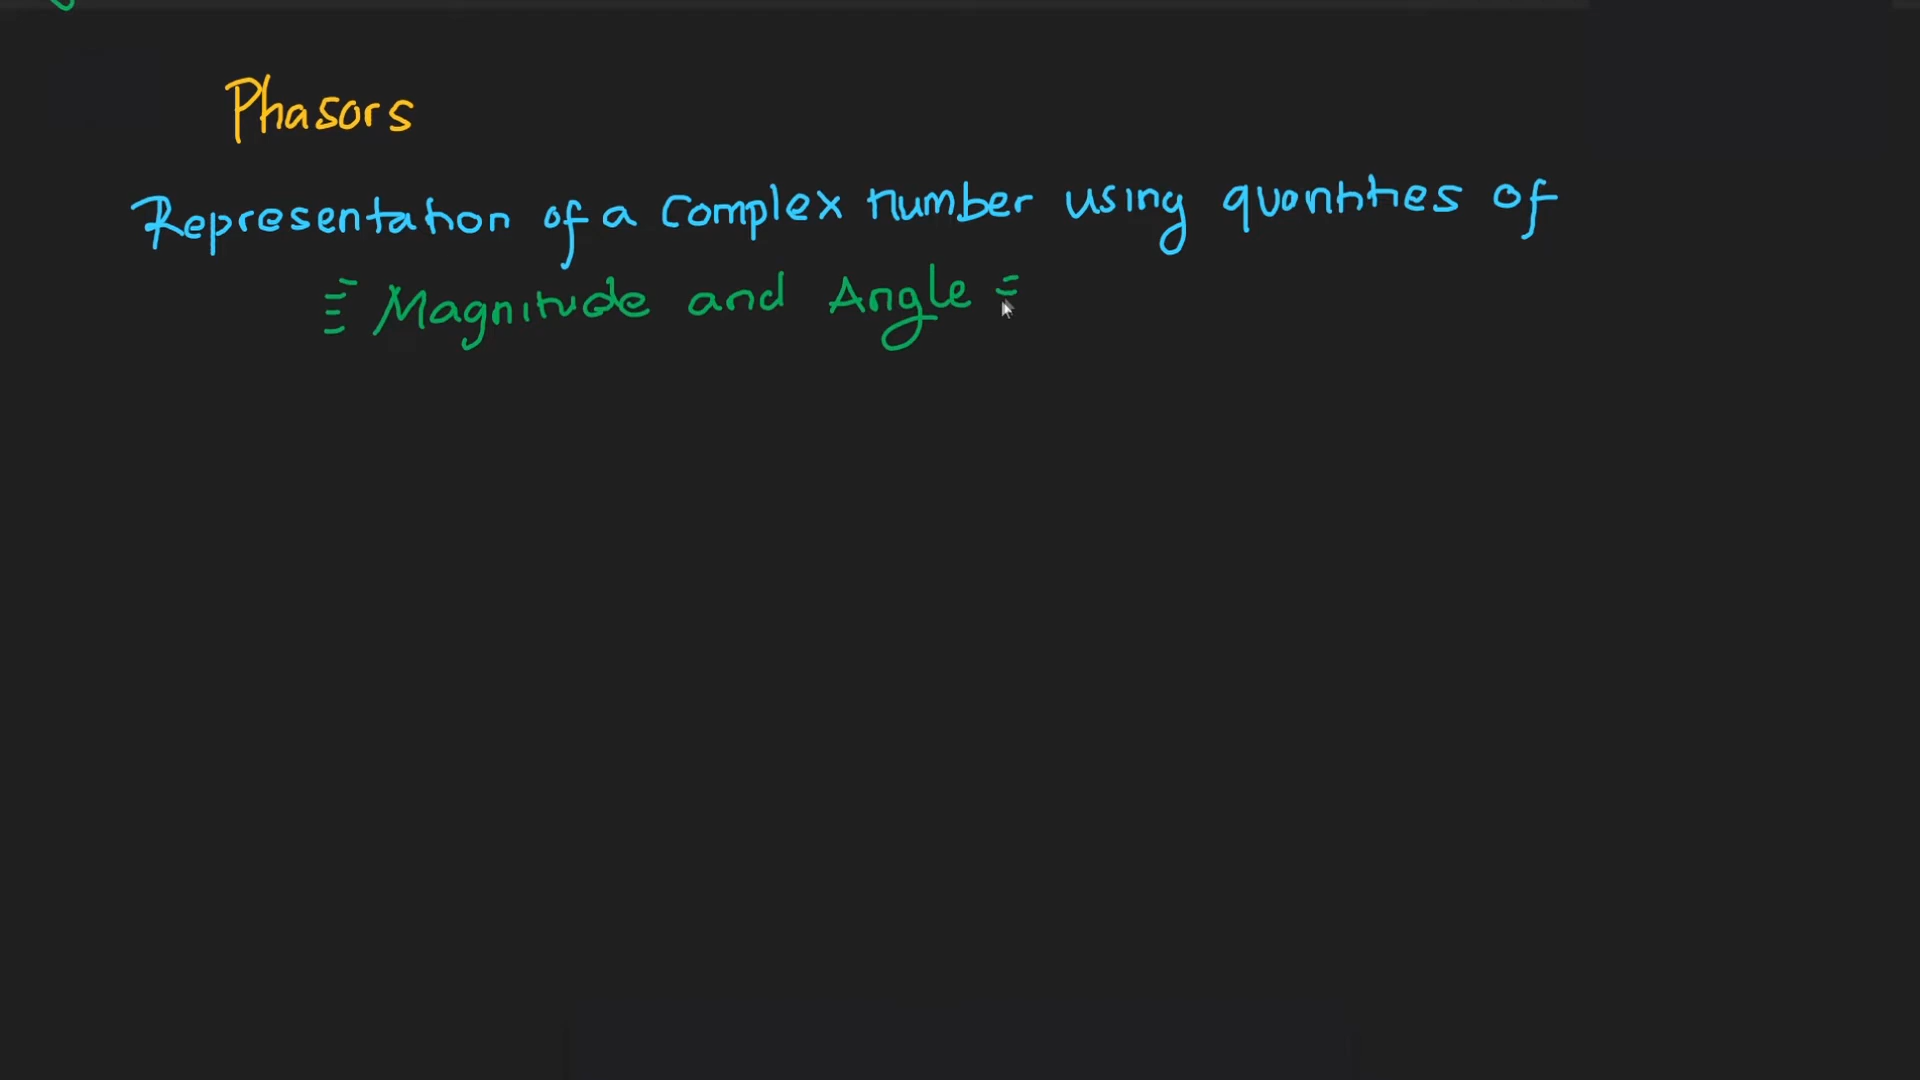 Phasors
Representation of a complex number using quantities of
Magnitude and Angle